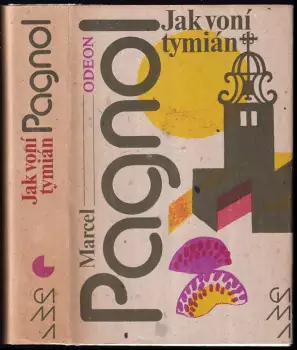 Jak voní
tymián
Pagnol
Marcel
Pagnol
ODEON
Jak voní
tymián